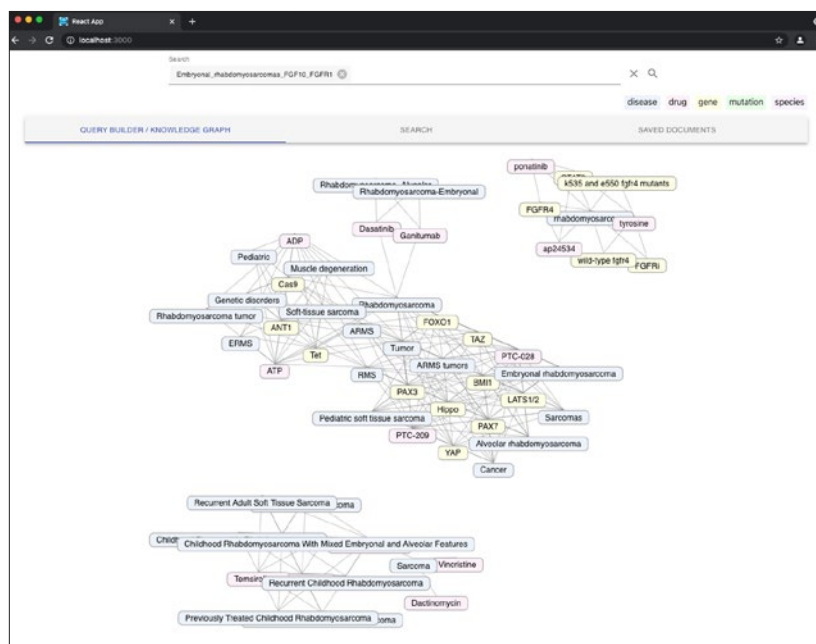 React App
localhost:3000
Search
Embryonal_rhabdomyosarcomas_FGF10_FGFR1
disease drug gene mutation species
QUERY BUILDER / KNOWLEDGE GRAPH SEARCH SAVED DOCUMENTS
ponatinib
k535 and e550 fgfr4 mutants
Rhabdomyosarcoma-Embryonal
FGFR4
rhabdomyosarcoma
tyrosine
Dasatinib
Ganitumab
ap24534
wild-type fgfr4
FGFRi
ADP
Pediatric
Muscle degeneration
Cas9
Genetic disorders
Soft-tissue sarcoma
Rhabdomyosarcoma
Rhabdomyosarcoma tumor
ANT1
ARMS
FOXO1
TAZ
ERMS
Tet
Tumor
PTC-028
ATP
RMS
ARMS tumors
Embryonal rhabdomyosarcoma
BMI1
PAX3
LATS1/2
Hippo
Pediatric soft tissue sarcoma
Sarcomas
PAX7
PTC-209
Alveolar rhabdomyosarcoma
YAP
Cancer
Recurrent Adult Soft Tissue Sarcoma
Childhood Rhabdomyosarcoma With Mixed Embryonal and Alveolar Features
Sarcoma
Vincristine
Recurrent Childhood Rhabdomyosarcoma
Dactinomycin
Previously Treated Childhood Rhabdomyosarcoma